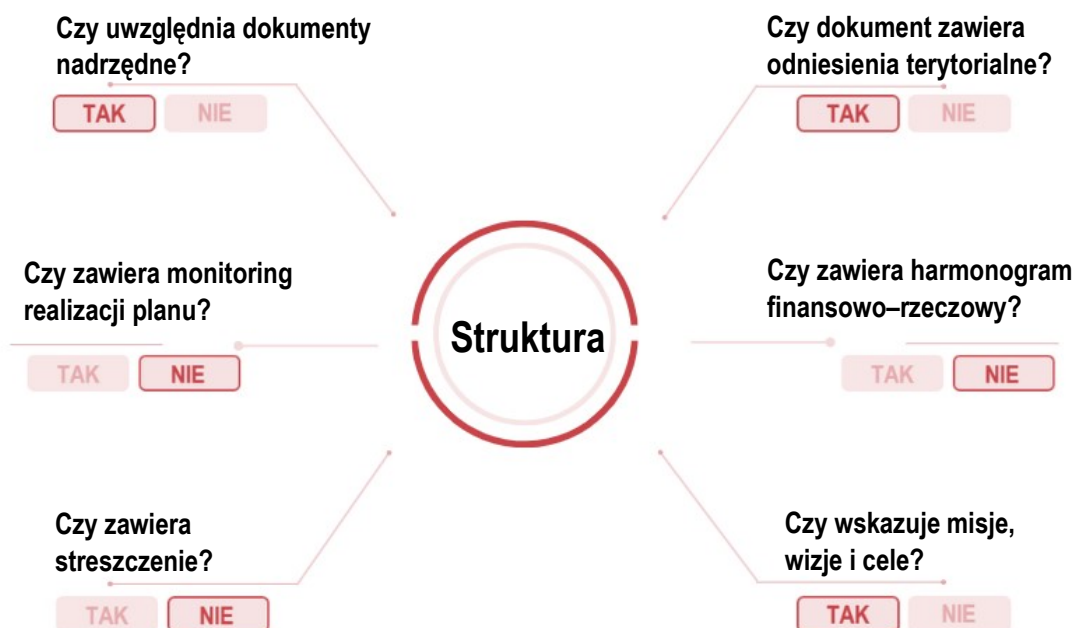 Czy uwzględnia dokumenty
nadrzędne?
TAK NIE
Czy dokument zawiera
odniesienia terytorialne?
TAK NIE
Czy zawiera monitoring
realizacji planu?
TAK NIE
Struktura
Czy zawiera harmonogram
finansowo–rzeczowy?
TAK NIE
Czy zawiera
streszczenie?
TAK NIE
Czy wskazuje misje,
wizje i cele?
TAK NIE